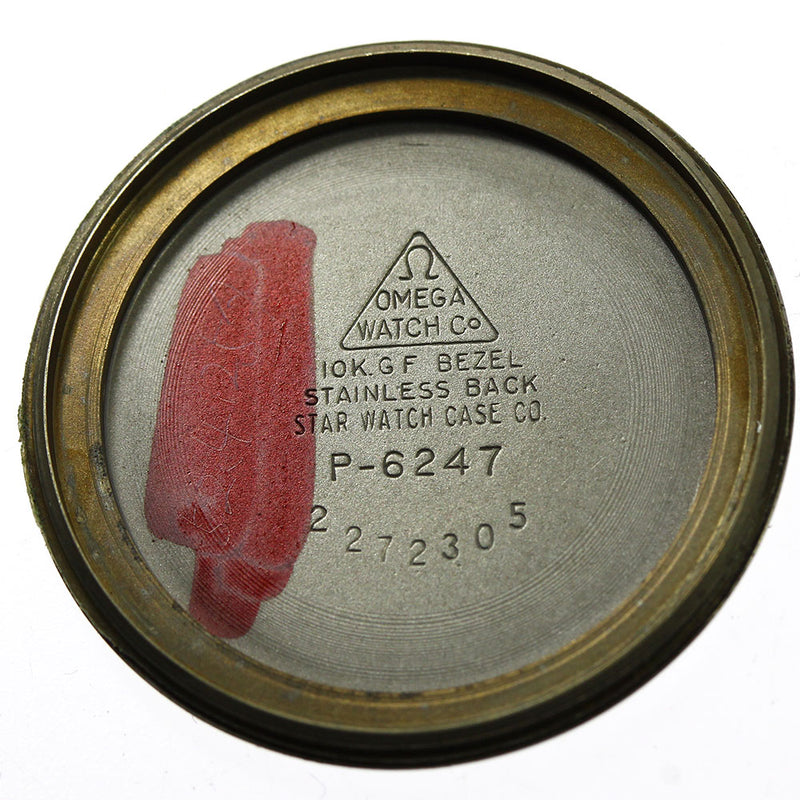 Ω
OMEGA
WATCH Co
10K. G F BEZEL
STAINLESS BACK
STAR WATCH CASE CO.
P-6247
2272305